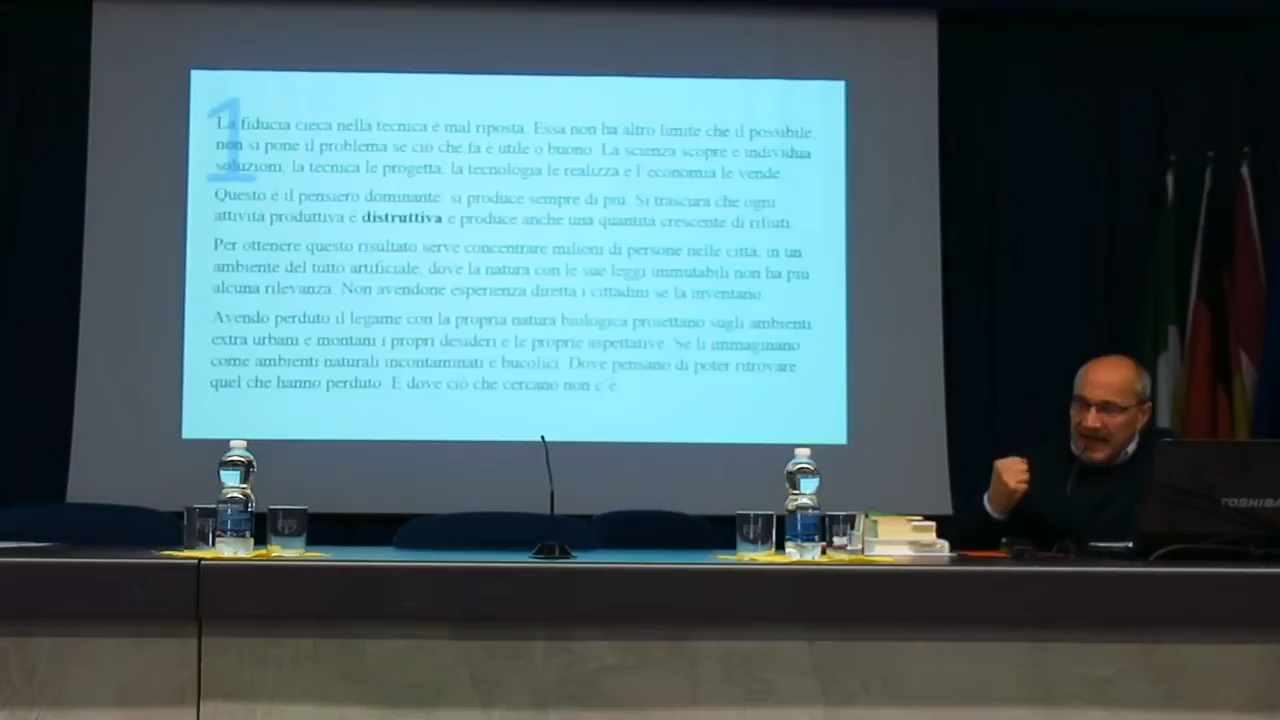 1
La fiducia cieca nella tecnica è mal riposta. Essa non ha altro limite che il possibile,
non si pone il problema se ciò che fa è utile o buono. La scienza scopre e individua
soluzioni, la tecnica le progetta, la tecnologia le realizza e l'economia le vende.
Questo è il pensiero dominante: si produce sempre di più. Si trascura che ogni
attività produttiva è distruttiva e produce anche una quantità crescente di rifiuti.
Per ottenere questo risultato serve concentrare milioni di persone nelle città, in un
ambiente del tutto artificiale, dove la natura con le sue leggi immutabili non ha più
alcuna rilevanza. Non avendone esperienza diretta i cittadini se la inventano.
Avendo perduto il legame con la propria natura biologica proiettano sugli ambienti
extra urbani e montani i propri desideri e le proprie aspettative. Se li immaginano
come ambienti naturali incontaminati e bucolici. Dove pensano di poter ritrovare
quel che hanno perduto. E dove ciò che cercano non c'è.
TOSHIBA